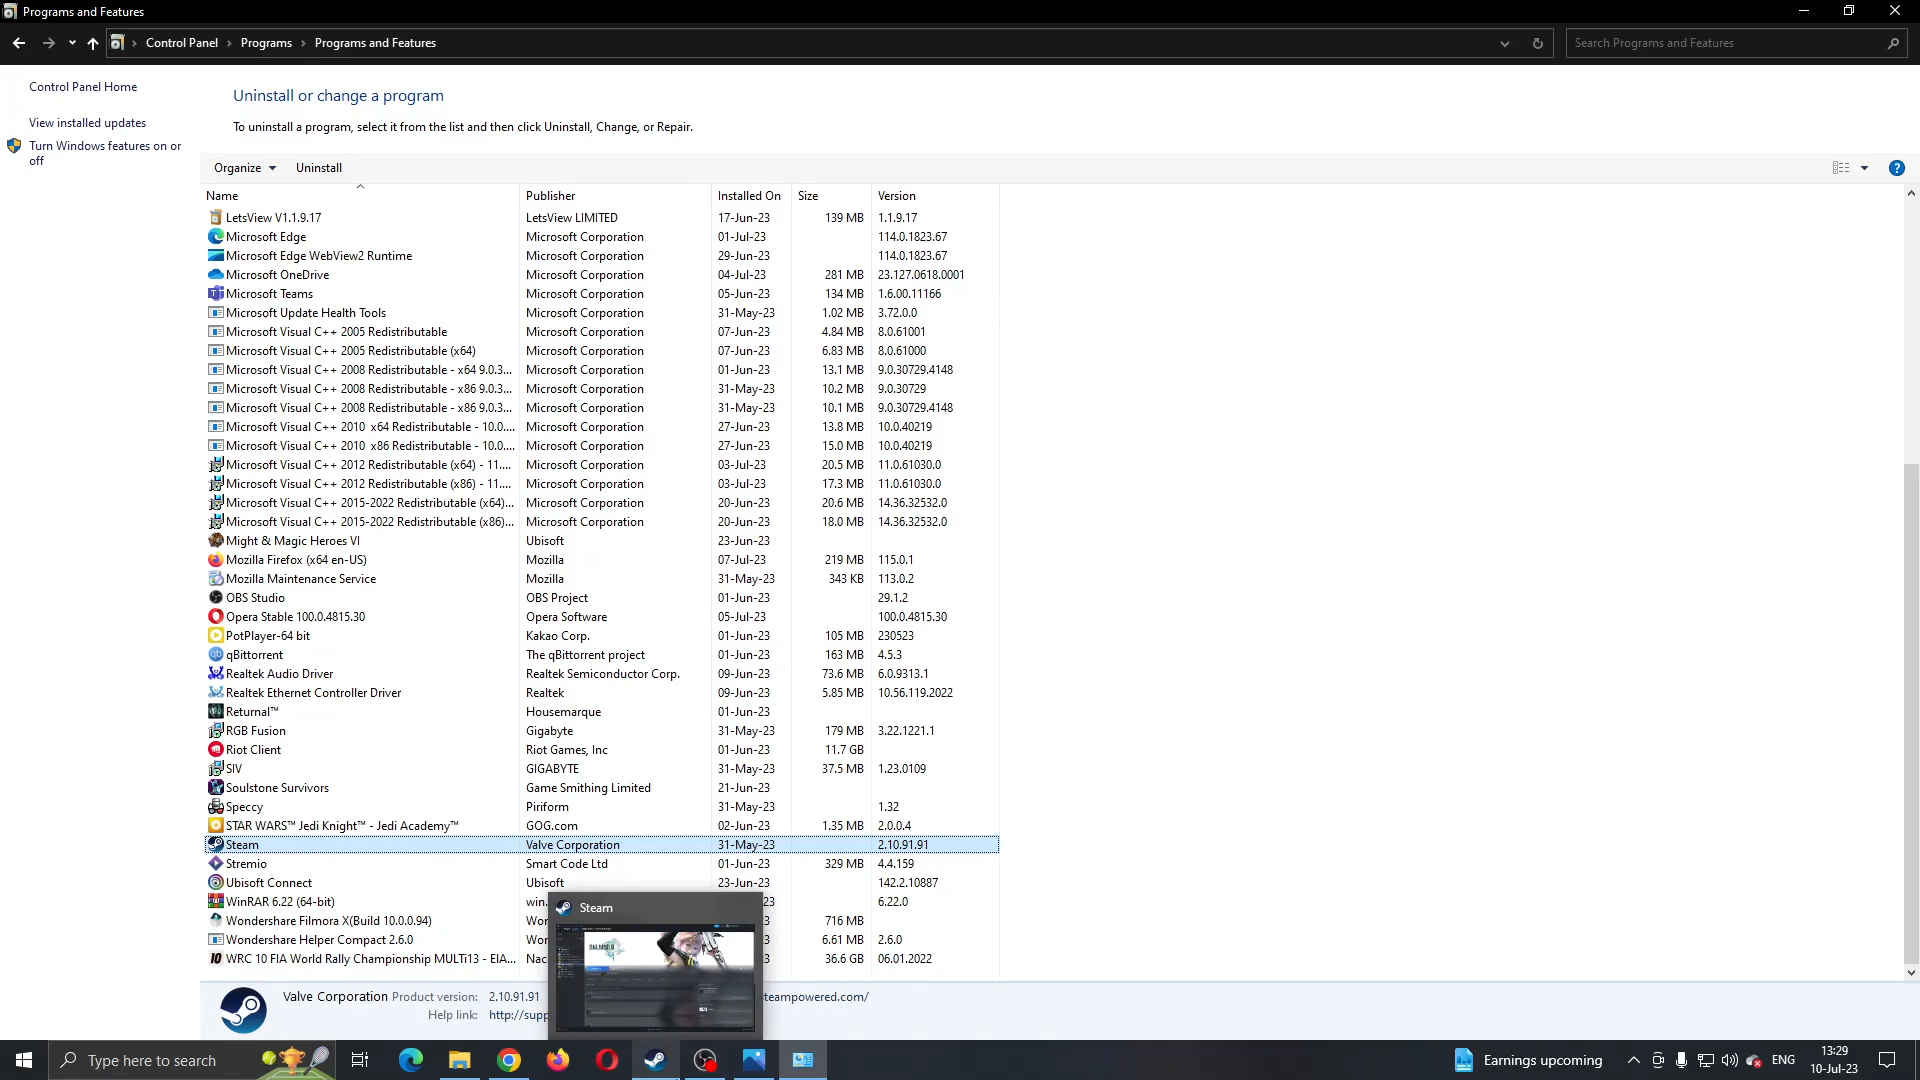 Programs and Features
Control Panel > Programs > Programs and Features
Search Programs and Features
Control Panel Home
View installed updates
Turn Windows features on or
off
Uninstall or change a program
To uninstall a program, select it from the list and then click Uninstall, Change, or Repair.
Organize Uninstall
Name Publisher Installed On Size Version
LetsView V1.1.9.17 LetsView LIMITED 17-Jun-23 139 MB 1.1.9.17
Microsoft Edge Microsoft Corporation 01-Jul-23 114.0.1823.67
Microsoft Edge WebView2 Runtime Microsoft Corporation 29-Jun-23 114.0.1823.67
Microsoft OneDrive Microsoft Corporation 04-Jul-23 281 MB 23.127.0618.0001
Microsoft Teams Microsoft Corporation 05-Jun-23 134 MB 1.6.00.11166
Microsoft Update Health Tools Microsoft Corporation 31-May-23 1.02 MB 3.72.0.0
Microsoft Visual C++ 2005 Redistributable Microsoft Corporation 07-Jun-23 4.84 MB 8.0.61001
Microsoft Visual C++ 2005 Redistributable (x64) Microsoft Corporation 07-Jun-23 6.83 MB 8.0.61000
Microsoft Visual C++ 2008 Redistributable - x64 9.0.3... Microsoft Corporation 01-Jun-23 13.1 MB 9.0.30729.4148
Microsoft Visual C++ 2008 Redistributable - x86 9.0.3... Microsoft Corporation 31-May-23 10.2 MB 9.0.30729
Microsoft Visual C++ 2008 Redistributable - x86 9.0.3... Microsoft Corporation 31-May-23 10.1 MB 9.0.30729.4148
Microsoft Visual C++ 2010 x64 Redistributable - 10.0.... Microsoft Corporation 27-Jun-23 13.8 MB 10.0.40219
Microsoft Visual C++ 2010 x86 Redistributable - 10.0.... Microsoft Corporation 27-Jun-23 15.0 MB 10.0.40219
Microsoft Visual C++ 2012 Redistributable (x64) - 11.... Microsoft Corporation 03-Jul-23 20.5 MB 11.0.61030.0
Microsoft Visual C++ 2012 Redistributable (x86) - 11.... Microsoft Corporation 03-Jul-23 17.3 MB 11.0.61030.0
Microsoft Visual C++ 2015-2022 Redistributable (x64)... Microsoft Corporation 20-Jun-23 20.6 MB 14.36.32532.0
Microsoft Visual C++ 2015-2022 Redistributable (x86)... Microsoft Corporation 20-Jun-23 18.0 MB 14.36.32532.0
Might & Magic Heroes VI Ubisoft 23-Jun-23
Mozilla Firefox (x64 en-US) Mozilla 07-Jul-23 219 MB 115.0.1
Mozilla Maintenance Service Mozilla 31-May-23 343 KB 113.0.2
OBS Studio OBS Project 01-Jun-23 29.1.2
Opera Stable 100.0.4815.30 Opera Software 05-Jul-23 100.0.4815.30
PotPlayer-64 bit Kakao Corp. 01-Jun-23 105 MB 230523
qBittorrent The qBittorrent project 01-Jun-23 163 MB 4.5.3
Realtek Audio Driver Realtek Semiconductor Corp. 09-Jun-23 73.6 MB 6.0.9313.1
Realtek Ethernet Controller Driver Realtek 09-Jun-23 5.85 MB 10.56.119.2022
Returnal™ Housemarque 01-Jun-23
RGB Fusion Gigabyte 31-May-23 179 MB 3.22.1221.1
Riot Client Riot Games, Inc 01-Jun-23 11.7 GB
SIV GIGABYTE 31-May-23 37.5 MB 1.23.0109
Soulstone Survivors Game Smithing Limited 21-Jun-23
Speccy Piriform 31-May-23 1.32
STAR WARS™ Jedi Knight™ - Jedi Academy™ GOG.com 02-Jun-23 1.35 MB 2.0.0.4
Steam Valve Corporation 31-May-23 2.10.91.91
Stremio Smart Code Ltd 01-Jun-23 329 MB 4.4.159
Ubisoft Connect Ubisoft 23-Jun-23 142.2.10887
WinRAR 6.22 (64-bit) win. 23 6.22.0
Steam
Wondershare Filmora X(Build 10.0.0.94) Wor 3 716 MB
Wondershare Helper Compact 2.6.0 Wor 3 6.61 MB 2.6.0
WRC 10 FIA World Rally Championship MULTi13 - EIA... Nac 3 36.6 GB 06.01.2022
Valve Corporation Product version: 2.10.91.91 teampowered.com/
Help link: http://supp
Type here to search
Earnings upcoming
ENG
13:29
10-Jul-23